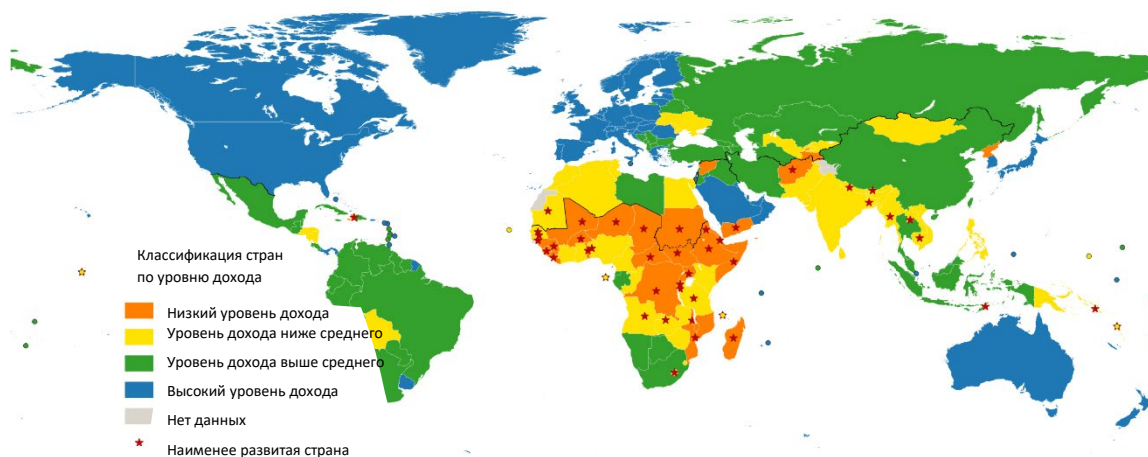 Классификация стран
по уровню дохода
Низкий уровень дохода
Уровень дохода ниже среднего
Уровень дохода выше среднего
Высокий уровень дохода
Нет данных
Наименее развитая страна